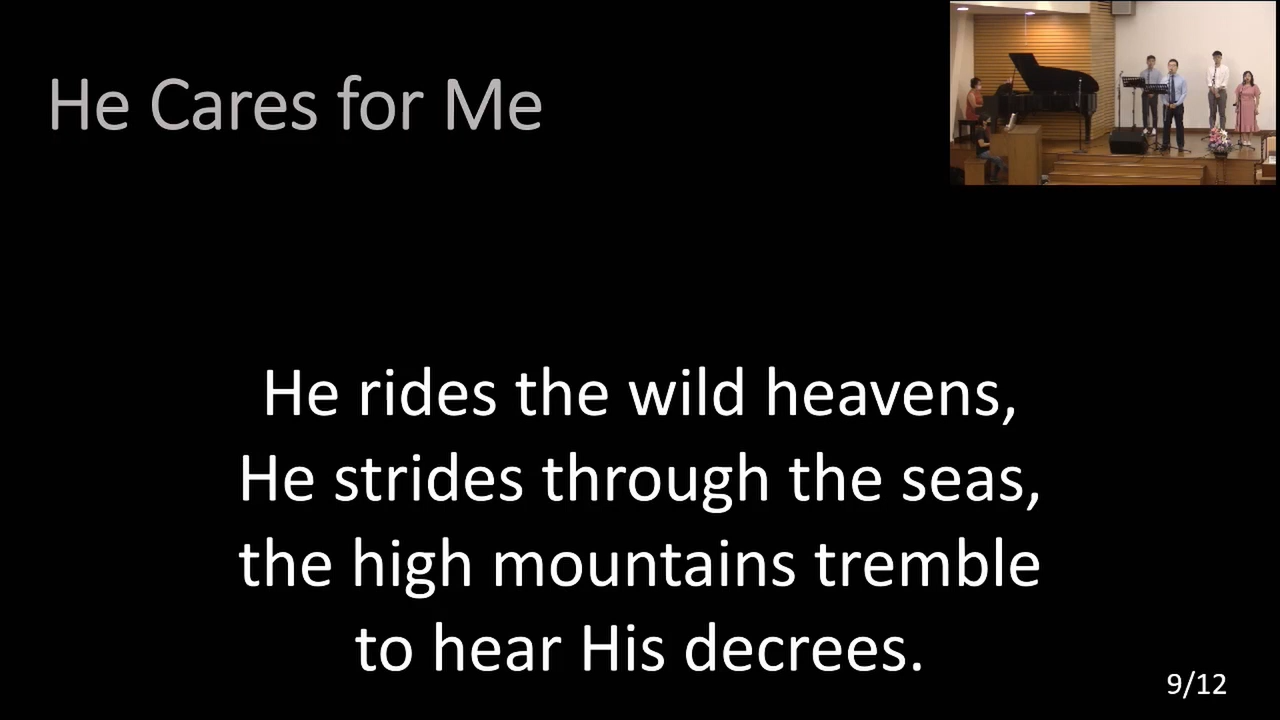 He Cares for Me
He rides the wild heavens,
He strides through the seas,
the high mountains tremble
to hear His decrees.
9/12